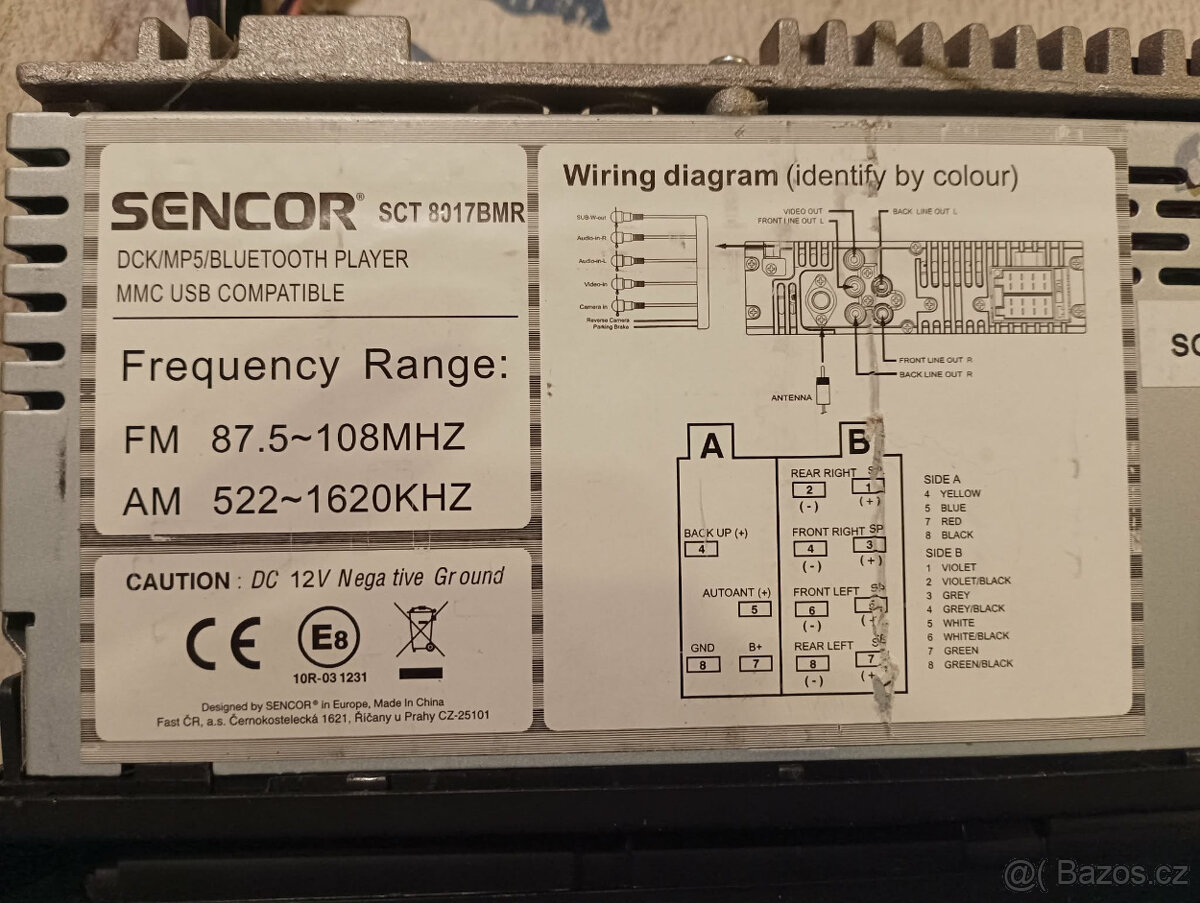 SENCOR® SCT 8017BMR
DCK/MP5/BLUETOOTH PLAYER
MMC USB COMPATIBLE
Frequency Range:
FM 87.5~108MHZ
AM 522~1620KHZ
CAUTION : DC 12V Nega tive Ground
CE
E8
10R-03 1231
Designed by SENCOR® in Europe, Made In China
Fast ČR, a.s. Černokostelecká 1621, Říčany u Prahy CZ-25101
Wiring diagram (identify by colour)
SUB-W-out
Audio-in-R
Audio-in-L
Video-in
Camera in
Reverse Camera
Parking Brake
VIDEO OUT
FRONT LINE OUT L
BACK LINE OUT L
FRONT LINE OUT R
BACK LINE OUT R
ANTENNA
A
B
BACK UP (+)
4
AUTOANT (+)
5
GND B+
8 7
REAR RIGHT
2 1
(-) (+)
FRONT RIGHT SP
4 3
(-) (+)
FRONT LEFT
6
(-)
REAR LEFT
8 7
(-)
SIDE A
4 YELLOW
5 BLUE
7 RED
8 BLACK
SIDE B
1 VIOLET
2 VIOLET/BLACK
3 GREY
4 GREY/BLACK
5 WHITE
6 WHITE/BLACK
7 GREEN
8 GREEN/BLACK
SC
@( Bazos.cz